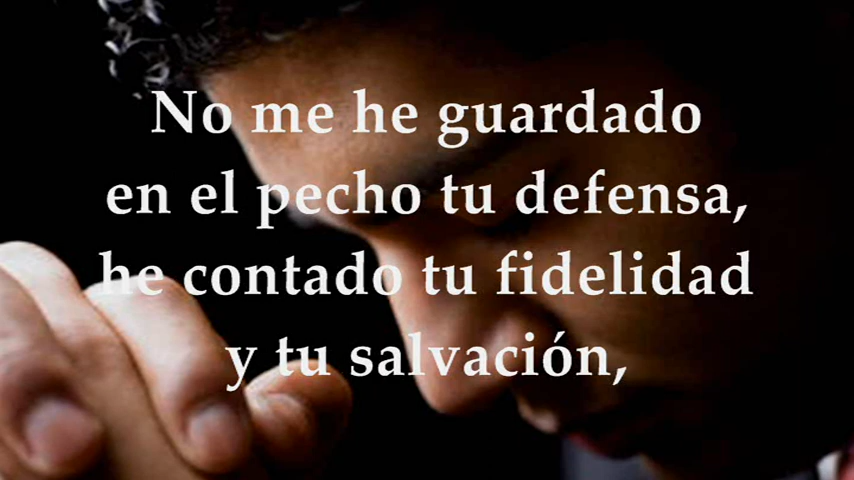 No me he guardado
en el pecho tu defensa,
he contado tu fidelidad
y tu salvación,